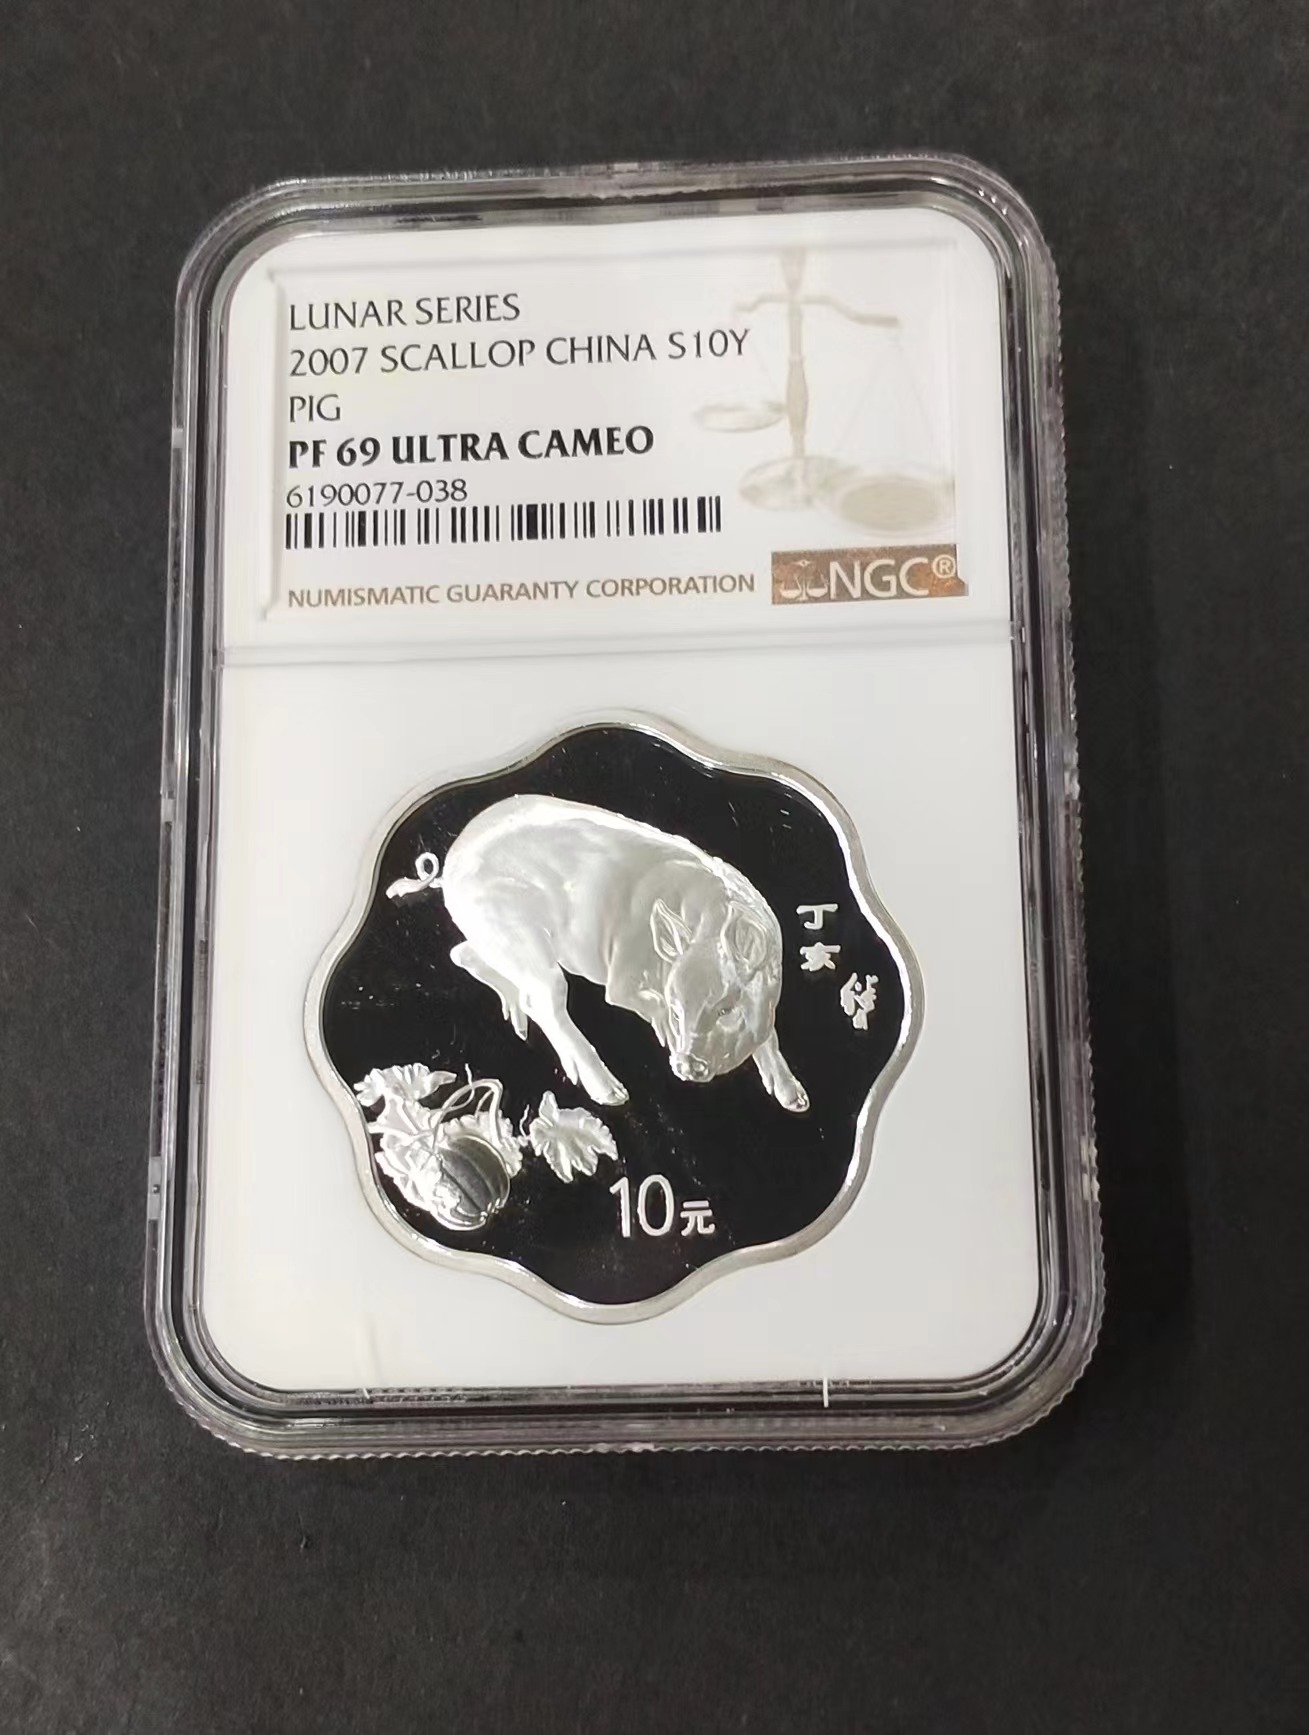 LUNAR SERIES
2007 SCALLOP CHINA S10Y
PIG
PF 69 ULTRA CAMEO
6190077-038
NUMISMATIC GUARANTY CORPORATION NGC®
丁亥
10元